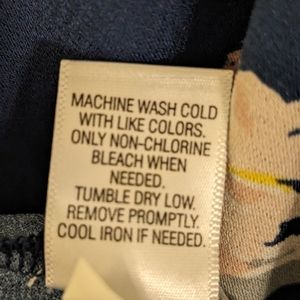 MACHINE WASH COLD
WITH LIKE COLORS.
ONLY NON-CHLORINE
BLEACH WHEN
NEEDED.
TUMBLE DRY LOW.
REMOVE PROMPTLY.
COOL IRON IF NEEDED.